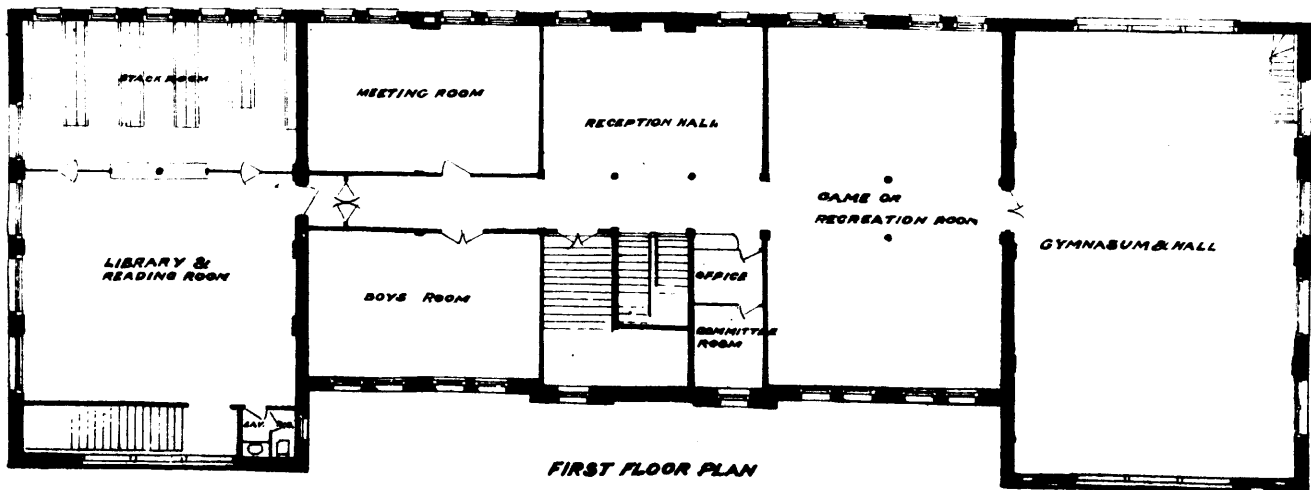 STACK ROOM
MEETING ROOM
RECEPTION HALL
GAME OR
RECREATION ROOM
GYMNASUM & HALL
LIBRARY &
READING ROOM
BOYS ROOM
OFFICE
COMMITTEE
ROOM
LAV.
FIRST FLOOR PLAN